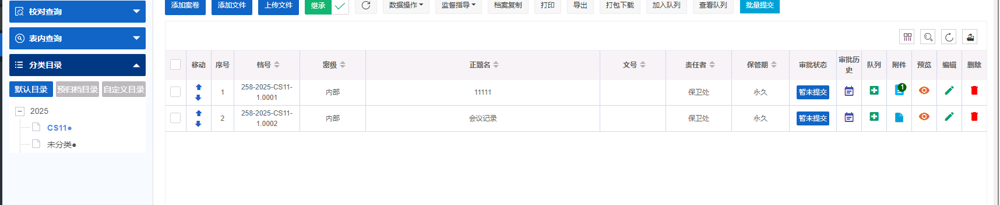 校对查询
表内查询
分类目录
默认目录 预归档目录 自定义目录
2025
CS11●
未分类●
添加案卷 添加文件 上传文件 继承 数据操作 监督指导 档案复制 打印 导出 打包下载 加入队列 查看队列 批量提交
移动 序号 档号 密级 正题名 文号 责任者 保管期 审批状态 审批历史 队列 附件 预览 编辑 删除
1 258-2025-CS11-1.0001 内部 11111 保卫处 永久 暂未提交 1
2 258-2025-CS11-1.0002 内部 会议记录 保卫处 永久 暂未提交